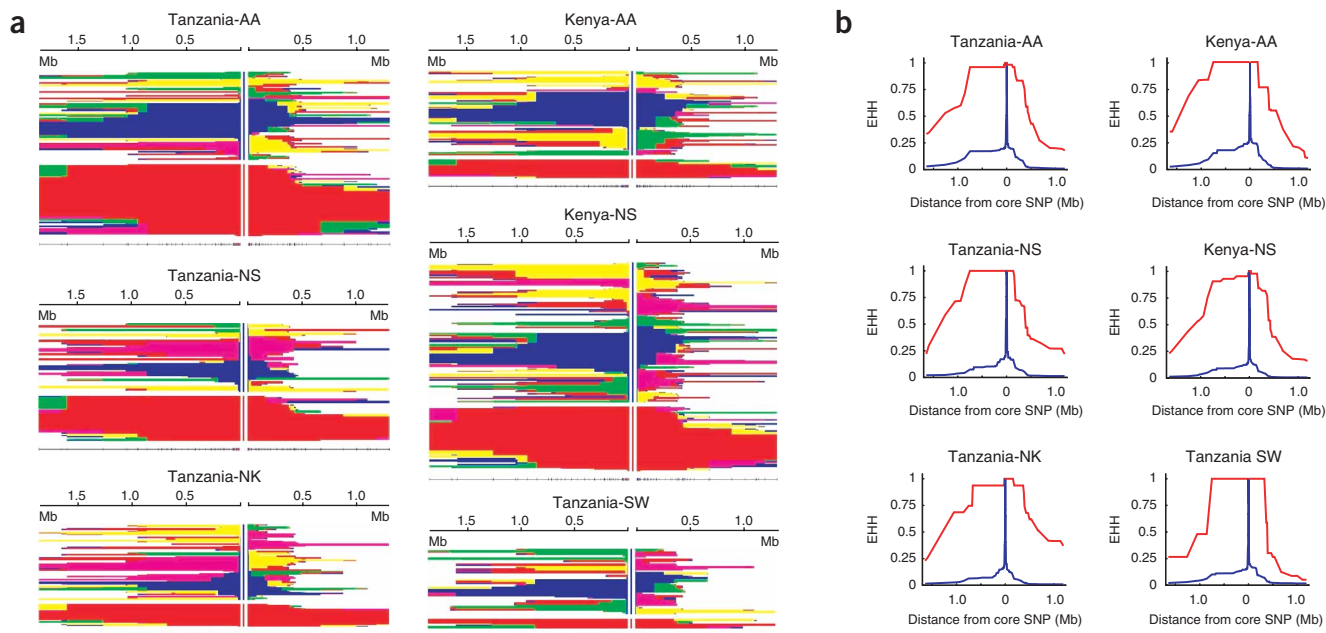 a
Tanzania-AA
1.5 1.0 0.5 0.5 1.0
Mb Mb
Tanzania-NS
1.5 1.0 0.5 0.5 1.0
Mb Mb
Tanzania-NK
1.5 1.0 0.5 0.5 1.0
Mb Mb
Kenya-AA
1.5 1.0 0.5 0.5 1.0
Mb Mb
Kenya-NS
1.5 1.0 0.5 0.5 1.0
Mb Mb
Tanzania-SW
1.5 1.0 0.5 0.5 1.0
Mb Mb
b
Tanzania-AA
EHH
1
0.75
0.5
0.25
0
1.0 0 1.0
Distance from core SNP (Mb)
Kenya-AA
EHH
1
0.75
0.5
0.25
0
1.0 0 1.0
Distance from core SNP (Mb)
Tanzania-NS
EHH
1
0.75
0.5
0.25
0
1.0 0 1.0
Distance from core SNP (Mb)
Kenya-NS
EHH
1
0.75
0.5
0.25
0
1.0 0 1.0
Distance from core SNP (Mb)
Tanzania-NK
EHH
1
0.75
0.5
0.25
0
1.0 0 1.0
Distance from core SNP (Mb)
Tanzania SW
EHH
1
0.75
0.5
0.25
0
1.0 0 1.0
Distance from core SNP (Mb)